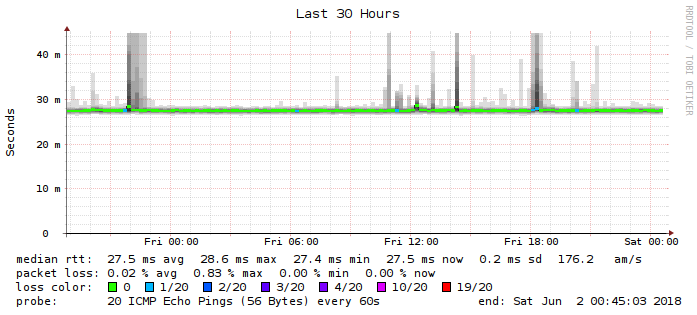 Last 30 Hours
RRDTOOL / TOBI OETIKER
Seconds
40 m
30 m
20 m
10 m
0
Fri 00:00 Fri 06:00 Fri 12:00 Fri 18:00 Sat 00:00
median rtt: 27.5 ms avg 28.6 ms max 27.4 ms min 27.5 ms now 0.2 ms sd 176.2 am/s
packet loss: 0.02 % avg 0.83 % max 0.00 % min 0.00 % now
loss color: 0 1/20 2/20 3/20 4/20 10/20 19/20
probe: 20 ICMP Echo Pings (56 Bytes) every 60s end: Sat Jun 2 00:45:03 2018